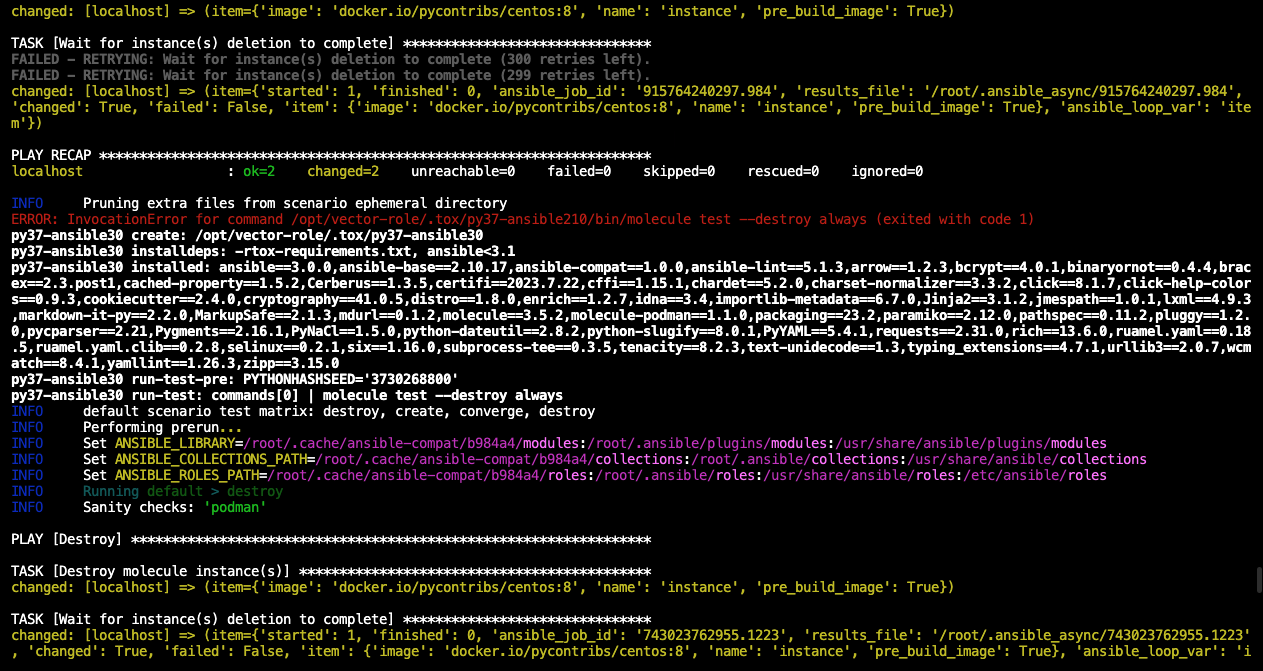 changed: [localhost] => (item={'image': 'docker.io/pycontribs/centos:8', 'name': 'instance', 'pre_build_image': True})
TASK [Wait for instance(s) deletion to complete] *******************************
FAILED - RETRYING: Wait for instance(s) deletion to complete (300 retries left).
FAILED - RETRYING: Wait for instance(s) deletion to complete (299 retries left).
changed: [localhost] => (item={'started': 1, 'finished': 0, 'ansible_job_id': '915764240297.984', 'results_file': '/root/.ansible_async/915764240297.984',
'changed': True, 'failed': False, 'item': {'image': 'docker.io/pycontribs/centos:8', 'name': 'instance', 'pre_build_image': True}, 'ansible_loop_var': 'ite
m'})
PLAY RECAP *********************************************************************
localhost                  : ok=2    changed=2    unreachable=0    failed=0    skipped=0    rescued=0    ignored=0
INFO     Pruning extra files from scenario ephemeral directory
ERROR: InvocationError for command /opt/vector-role/.tox/py37-ansible210/bin/molecule test --destroy always (exited with code 1)
py37-ansible30 create: /opt/vector-role/.tox/py37-ansible30
py37-ansible30 installdeps: -rtox-requirements.txt, ansible<3.1
py37-ansible30 installed: ansible==3.0.0,ansible-base==2.10.17,ansible-compat==1.0.0,ansible-lint==5.1.3,arrow==1.2.3,bcrypt==4.0.1,binaryornot==0.4.4,brac
ex==2.3.post1,cached-property==1.5.2,Cerberus==1.3.5,certifi==2023.7.22,cffi==1.15.1,chardet==5.2.0,charset-normalizer==3.3.2,click==8.1.7,click-help-color
s==0.9.3,cookiecutter==2.4.0,cryptography==41.0.5,distro==1.8.0,enrich==1.2.7,idna==3.4,importlib-metadata==6.7.0,Jinja2==3.1.2,jmespath==1.0.1,lxml==4.9.3
,markdown-it-py==2.2.0,MarkupSafe==2.1.3,mdurl==0.1.2,molecule==3.5.2,molecule-podman==1.1.0,packaging==23.2,paramiko==2.12.0,pathspec==0.11.2,pluggy==1.2.
0,pycparser==2.21,Pygments==2.16.1,PyNaCl==1.5.0,python-dateutil==2.8.2,python-slugify==8.0.1,PyYAML==5.4.1,requests==2.31.0,rich==13.6.0,ruamel.yaml==0.18
.5,ruamel.yaml.clib==0.2.8,selinux==0.2.1,six==1.16.0,subprocess-tee==0.3.5,tenacity==8.2.3,text-unidecode==1.3,typing_extensions==4.7.1,urllib3==2.0.7,wcm
atch==8.4.1,yamllint==1.26.3,zipp==3.15.0
py37-ansible30 run-test-pre: PYTHONHASHSEED='3730268800'
py37-ansible30 run-test: commands[0] | molecule test --destroy always
INFO     default scenario test matrix: destroy, create, converge, destroy
INFO     Performing prerun...
INFO     Set ANSIBLE_LIBRARY=/root/.cache/ansible-compat/b984a4/modules:/root/.ansible/plugins/modules:/usr/share/ansible/plugins/modules
INFO     Set ANSIBLE_COLLECTIONS_PATH=/root/.cache/ansible-compat/b984a4/collections:/root/.ansible/collections:/usr/share/ansible/collections
INFO     Set ANSIBLE_ROLES_PATH=/root/.cache/ansible-compat/b984a4/roles:/root/.ansible/roles:/usr/share/ansible/roles:/etc/ansible/roles
INFO     Running default > destroy
INFO     Sanity checks: 'podman'
PLAY [Destroy] *****************************************************************
TASK [Destroy molecule instance(s)] ********************************************
changed: [localhost] => (item={'image': 'docker.io/pycontribs/centos:8', 'name': 'instance', 'pre_build_image': True})
TASK [Wait for instance(s) deletion to complete] *******************************
changed: [localhost] => (item={'started': 1, 'finished': 0, 'ansible_job_id': '743023762955.1223', 'results_file': '/root/.ansible_async/743023762955.1223'
, 'changed': True, 'failed': False, 'item': {'image': 'docker.io/pycontribs/centos:8', 'name': 'instance', 'pre_build_image': True}, 'ansible_loop_var': 'i